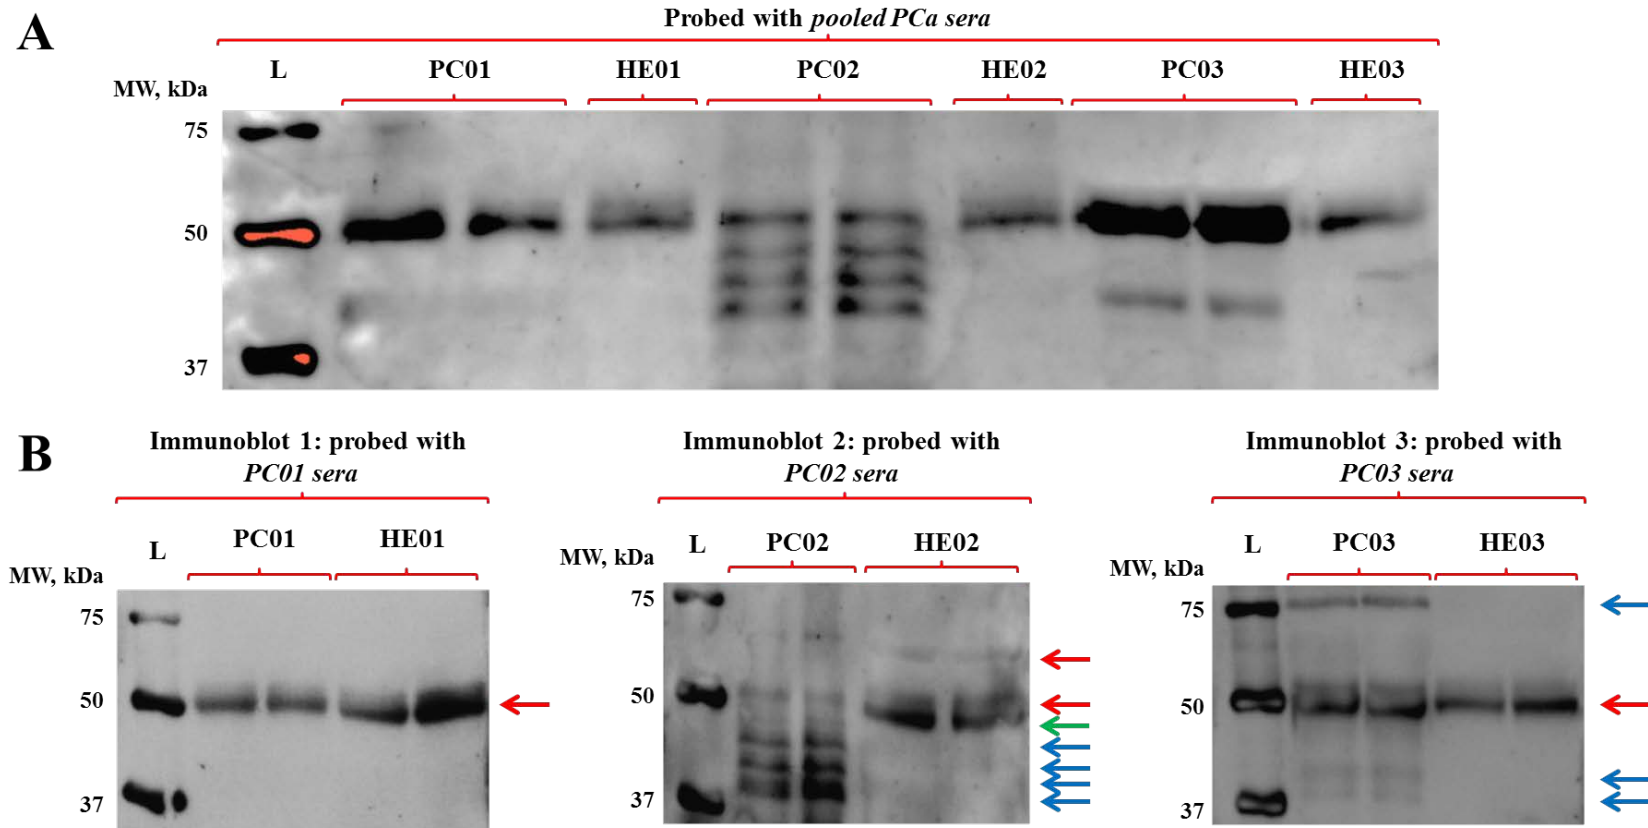 A
Probed with pooled PCa sera
L PC01 HE01 PC02 HE02 PC03 HE03
MW, kDa
75
50
37
B
Immunoblot 1: probed with
PC01 sera
L PC01 HE01
MW, kDa
75
50
37
Immunoblot 2: probed with
PC02 sera
L PC02 HE02
MW, kDa
75
50
37
Immunoblot 3: probed with
PC03 sera
L PC03 HE03
MW, kDa
75
50
37